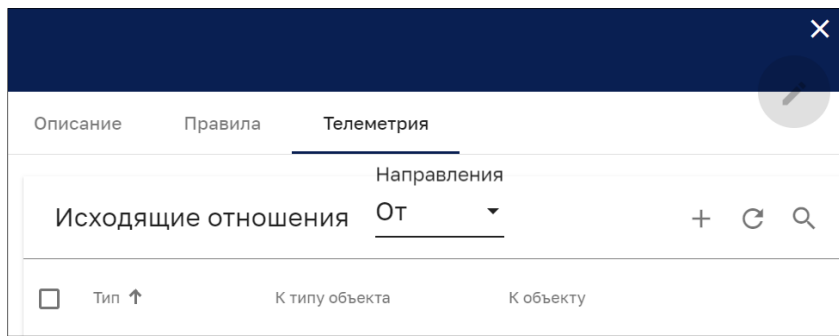 Описание Правила Телеметрия
Направления
Исходящие отношения От
Тип К типу объекта К объекту